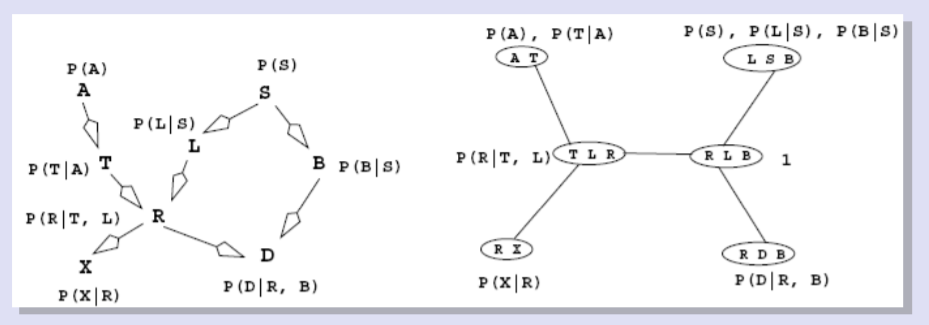 P(A)
A
P(S)
S
P(L|S)
L
P(T|A)
T
B
P(B|S)
P(R|T, L)
R
X
P(X|R)
D
P(D|R, B)
P(A), P(T|A)
A T
P(S), P(L|S), P(B|S)
L S B
P(R|T, L)
T L R
R L B
1
R X
P(X|R)
R D B
P(D|R, B)